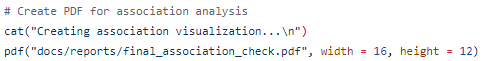 # Create PDF for association analysis
cat("Creating association visualization...\n")
pdf("docs/reports/final_association_check.pdf", width = 16, height = 12)